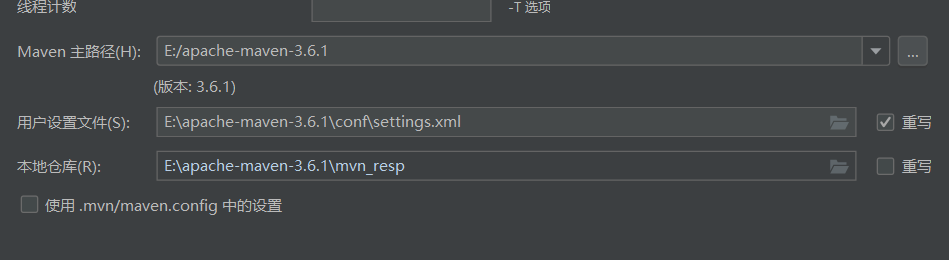 线程计数 -T 选项
Maven 主路径(H): E:/apache-maven-3.6.1 ...
(版本: 3.6.1)
用户设置文件(S): E:\apache-maven-3.6.1\conf\settings.xml 重写
本地仓库(R): E:\apache-maven-3.6.1\mvn_resp 重写
使用 .mvn/maven.config 中的设置